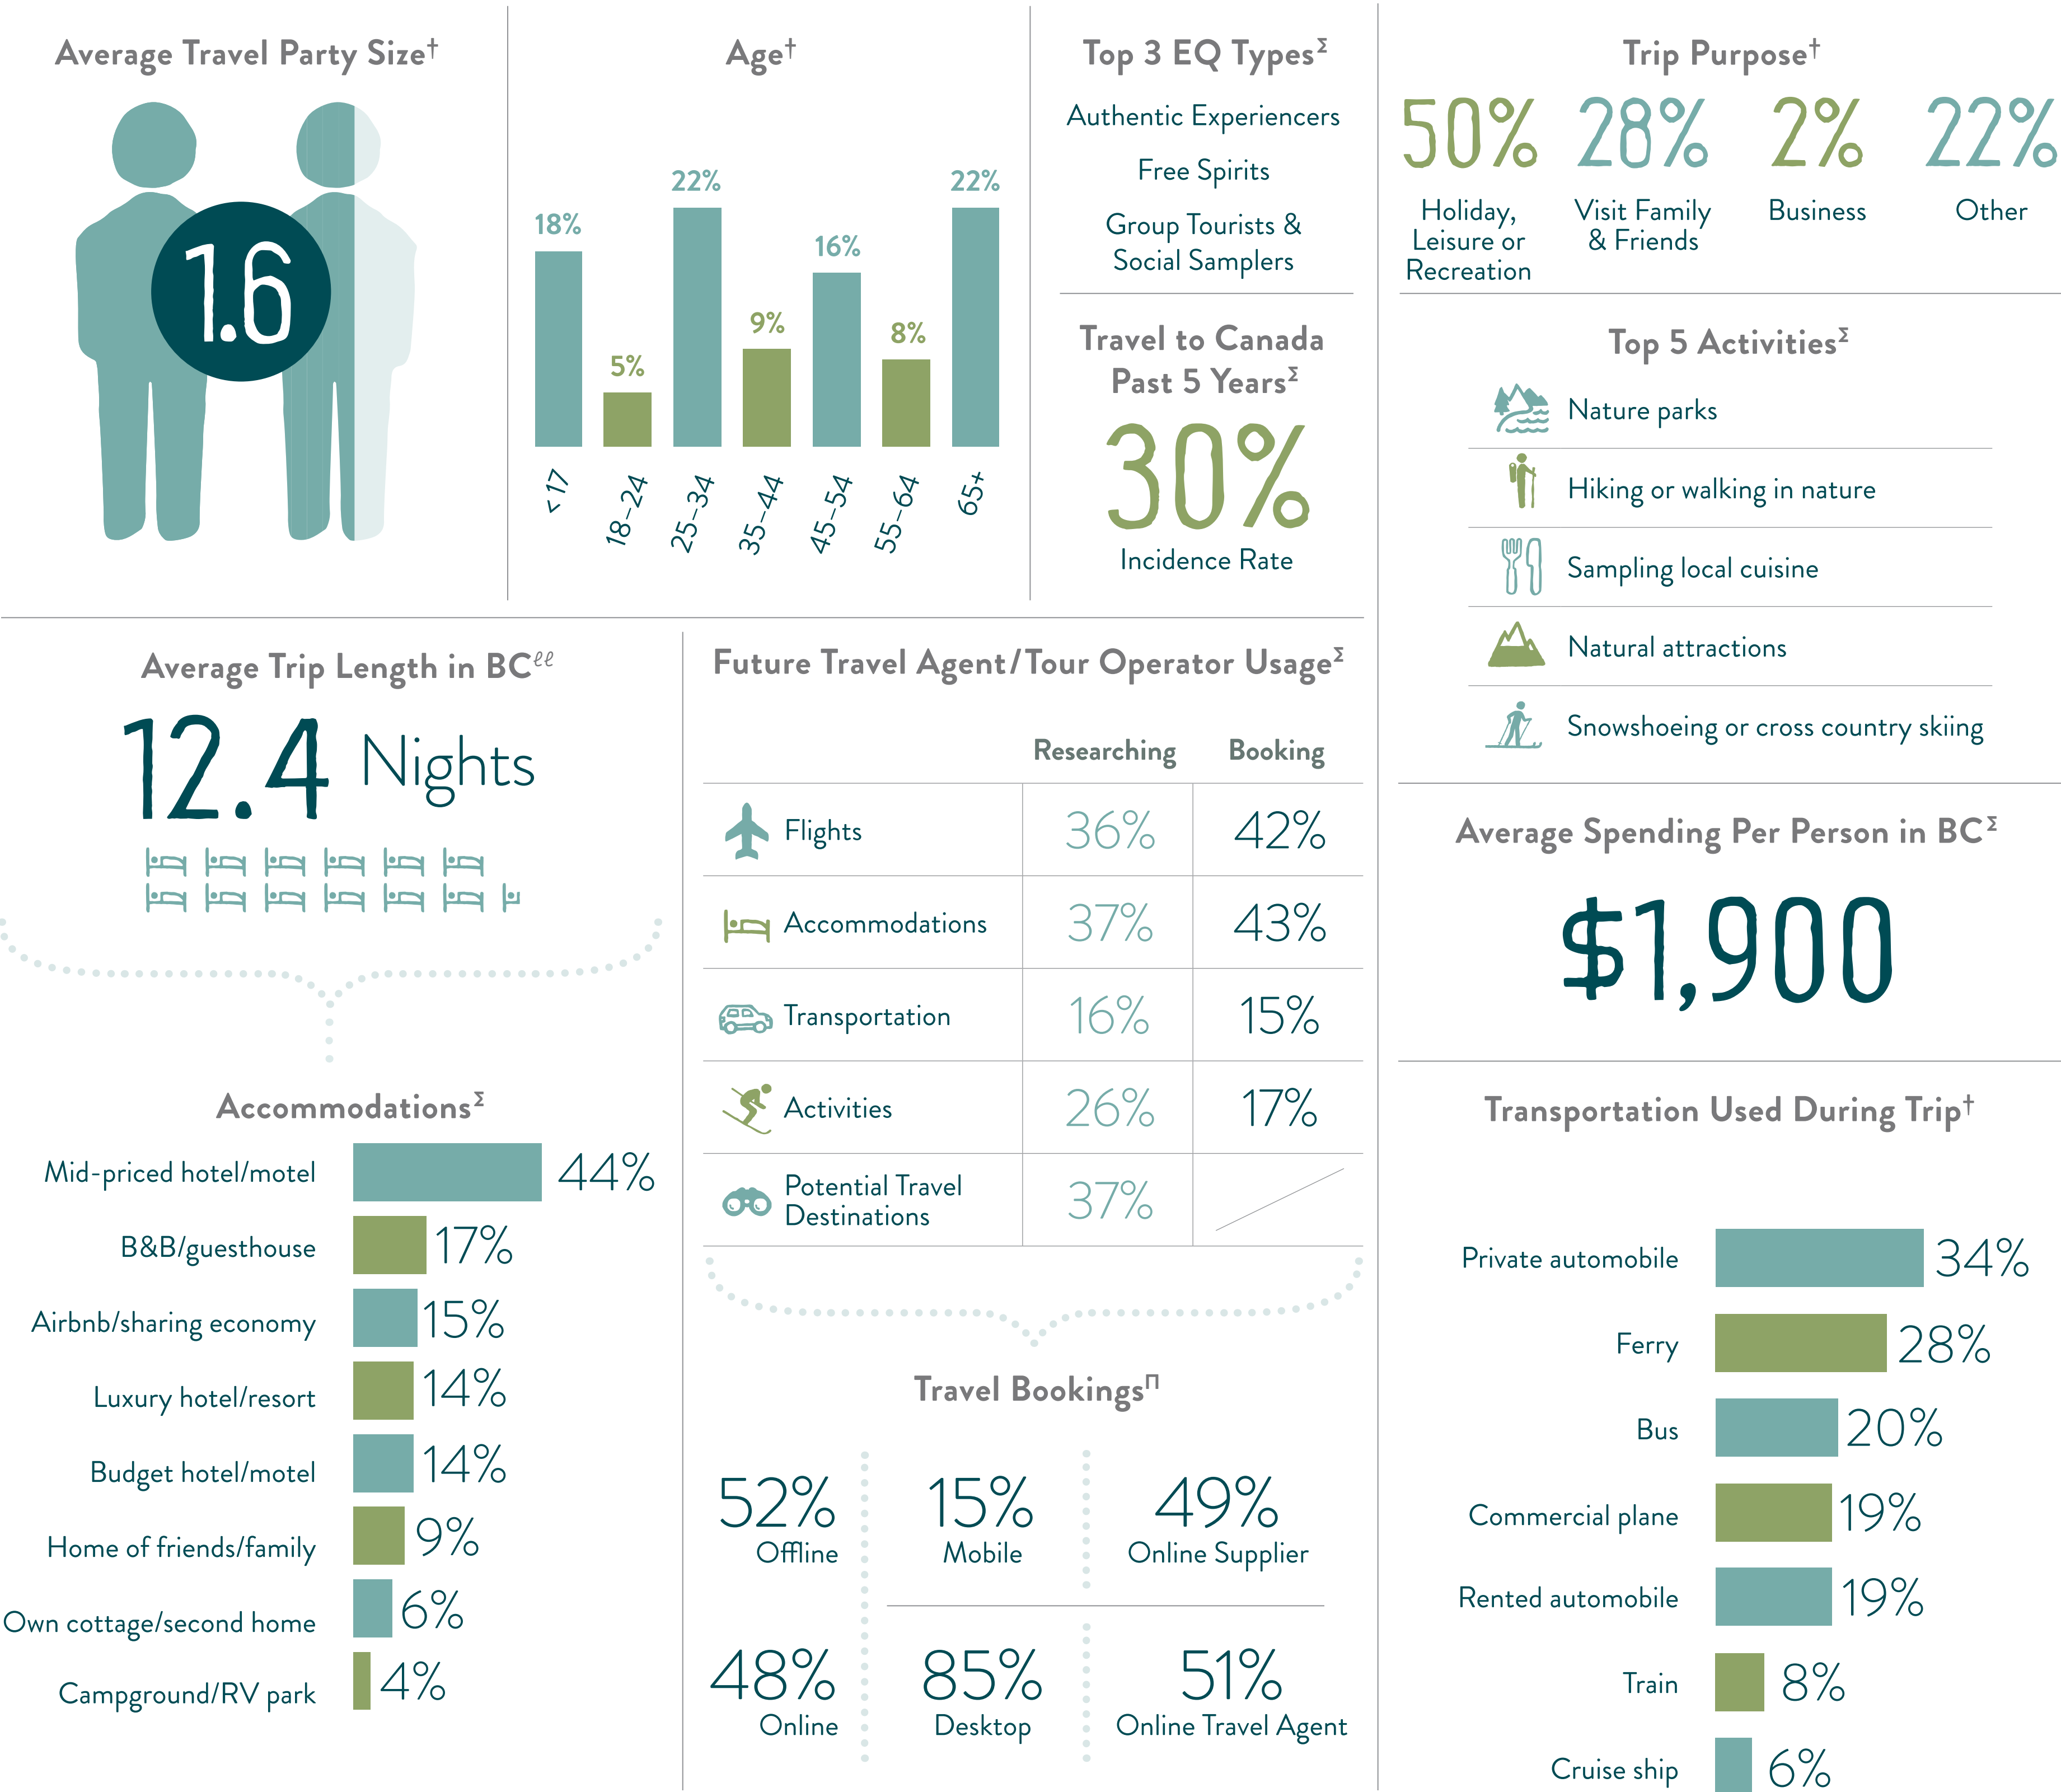 Average Travel Party Size†
1.6
Age†
18%
5%
22%
9%
16%
8%
22%
<17
18–24
25–34
35–44
45–54
55–64
65+
Top 3 EQ Types Σ
Authentic Experiencers
Free Spirits
Group Tourists &
Social Samplers
Travel to Canada
Past 5 Years Σ
30%
Incidence Rate
Trip Purpose†
50%
Holiday,
Leisure or
Recreation
28%
Visit Family
& Friends
2%
Business
22%
Other
Top 5 Activities Σ
Nature parks
Hiking or walking in nature
Sampling local cuisine
Natural attractions
Snowshoeing or cross country skiing
Average Spending Per Person in BC Σ
$1,900
Average Trip Length in BC ℓℓ
12.4 Nights
Accommodations Σ
Mid-priced hotel/motel 44%
B&B/guesthouse 17%
Airbnb/sharing economy 15%
Luxury hotel/resort 14%
Budget hotel/motel 14%
Home of friends/family 9%
Own cottage/second home 6%
Campground/RV park 4%
Future Travel Agent/Tour Operator Usage Σ
Researching Booking
Flights 36% 42%
Accommodations 37% 43%
Transportation 16% 15%
Activities 26% 17%
Potential Travel
Destinations 37%
Travel Bookings Π
52%
Offline
15%
Mobile
49%
Online Supplier
48%
Online
85%
Desktop
51%
Online Travel Agent
Transportation Used During Trip†
Private automobile 34%
Ferry 28%
Bus 20%
Commercial plane 19%
Rented automobile 19%
Train 8%
Cruise ship 6%